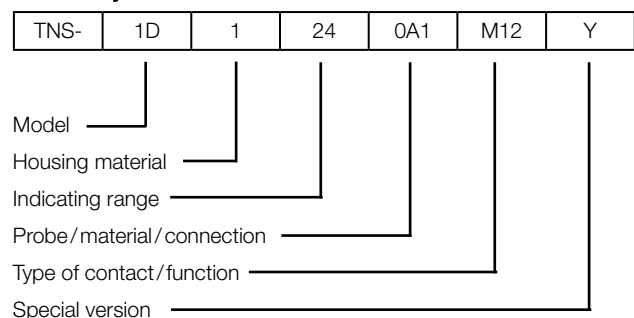 TNS- 1D 1 24 0A1 M12 Y
Model
Housing material
Indicating range
Probe/material/connection
Type of contact/function
Special version